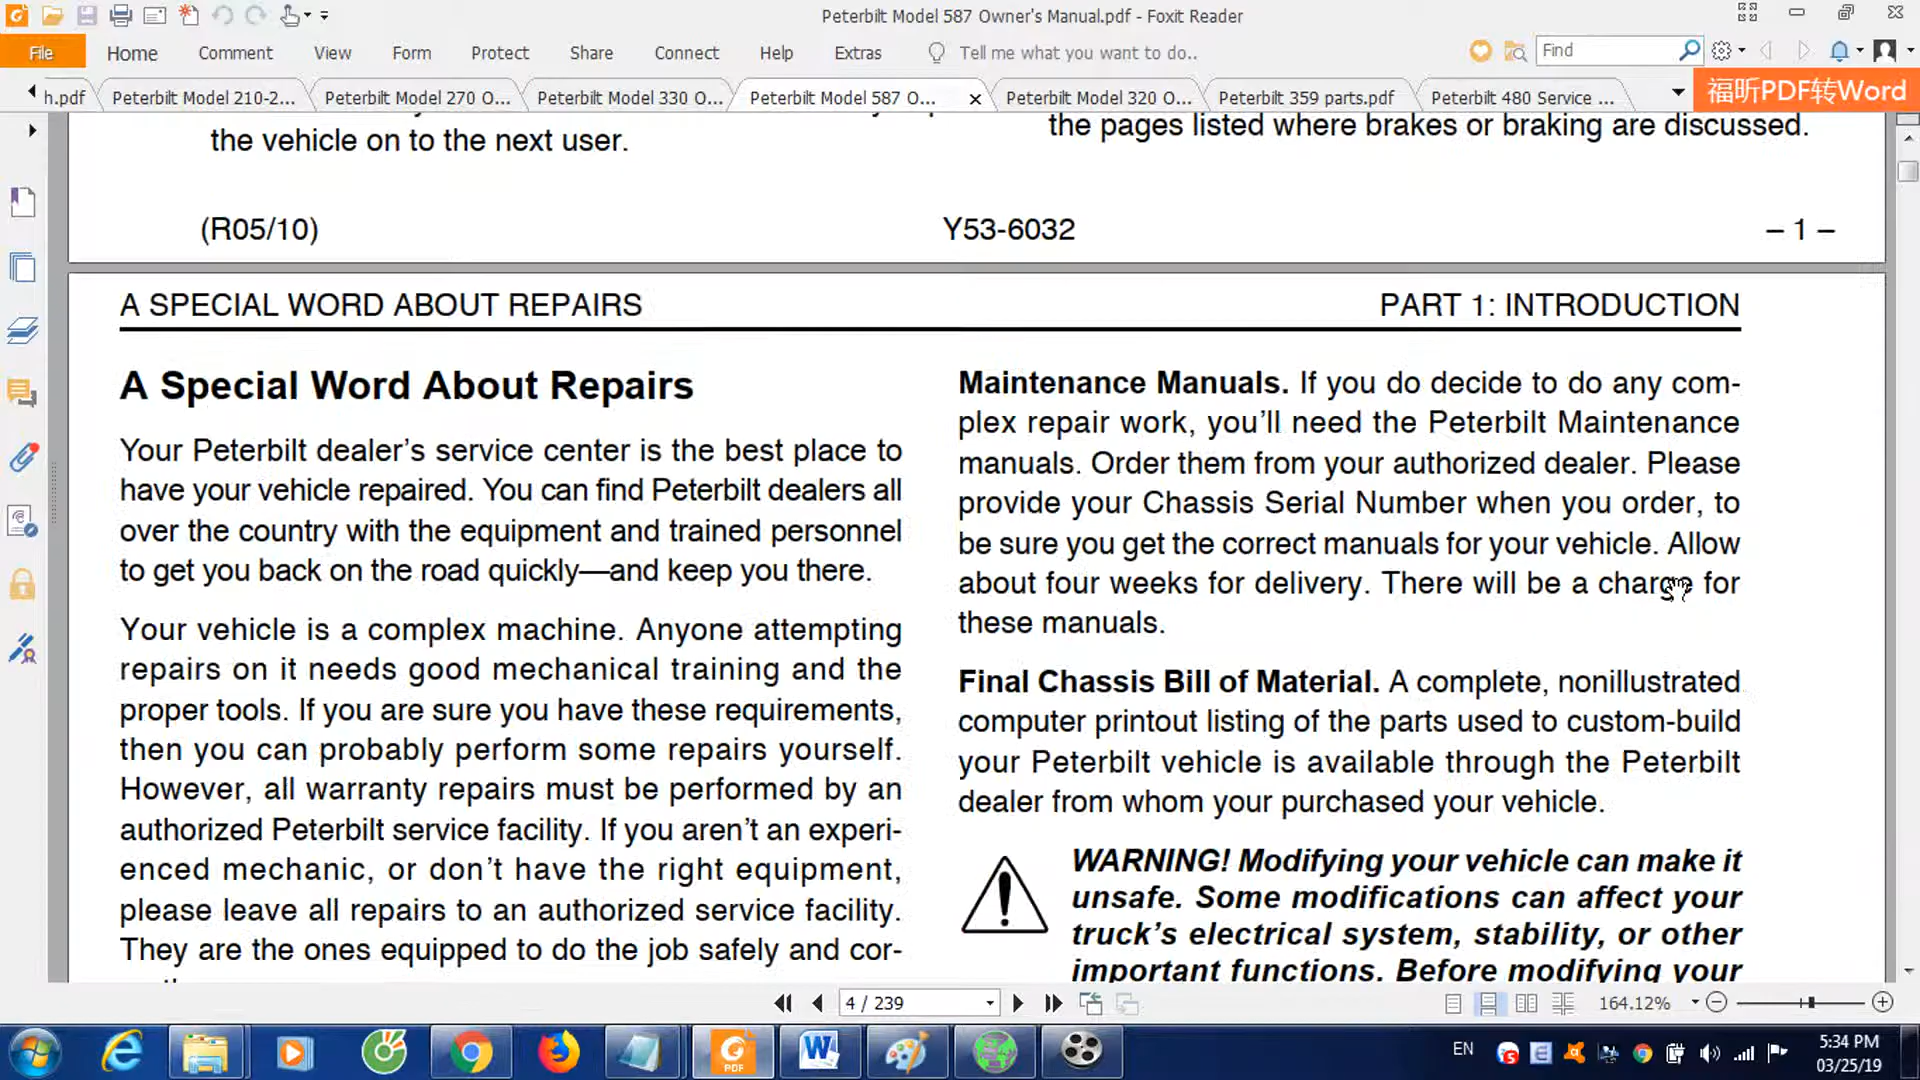 Peterbilt Model 587 Owner's Manual.pdf - Foxit Reader
File Home Comment View Form Protect Share Connect Help Extras Tell me what you want to do.. Find
h.pdf Peterbilt Model 210-2... Peterbilt Model 270 O... Peterbilt Model 330 O... Peterbilt Model 587 O... Peterbilt Model 320 O... Peterbilt 359 parts.pdf Peterbilt 480 Service ... 福昕PDF转Word
the vehicle on to the next user.
the pages listed where brakes or braking are discussed.
(R05/10) Y53-6032 – 1 –
A SPECIAL WORD ABOUT REPAIRS PART 1: INTRODUCTION
A Special Word About Repairs
Your Peterbilt dealer’s service center is the best place to
have your vehicle repaired. You can find Peterbilt dealers all
over the country with the equipment and trained personnel
to get you back on the road quickly—and keep you there.
Your vehicle is a complex machine. Anyone attempting
repairs on it needs good mechanical training and the
proper tools. If you are sure you have these requirements,
then you can probably perform some repairs yourself.
However, all warranty repairs must be performed by an
authorized Peterbilt service facility. If you aren’t an experi-
enced mechanic, or don’t have the right equipment,
please leave all repairs to an authorized service facility.
They are the ones equipped to do the job safely and cor-
Maintenance Manuals. If you do decide to do any com-
plex repair work, you’ll need the Peterbilt Maintenance
manuals. Order them from your authorized dealer. Please
provide your Chassis Serial Number when you order, to
be sure you get the correct manuals for your vehicle. Allow
about four weeks for delivery. There will be a charge for
these manuals.
Final Chassis Bill of Material. A complete, nonillustrated
computer printout listing of the parts used to custom-build
your Peterbilt vehicle is available through the Peterbilt
dealer from whom your purchased your vehicle.
WARNING! Modifying your vehicle can make it
unsafe. Some modifications can affect your
truck’s electrical system, stability, or other
important functions. Before modifying your
4 / 239 164.12%
EN 5:34 PM
03/25/19